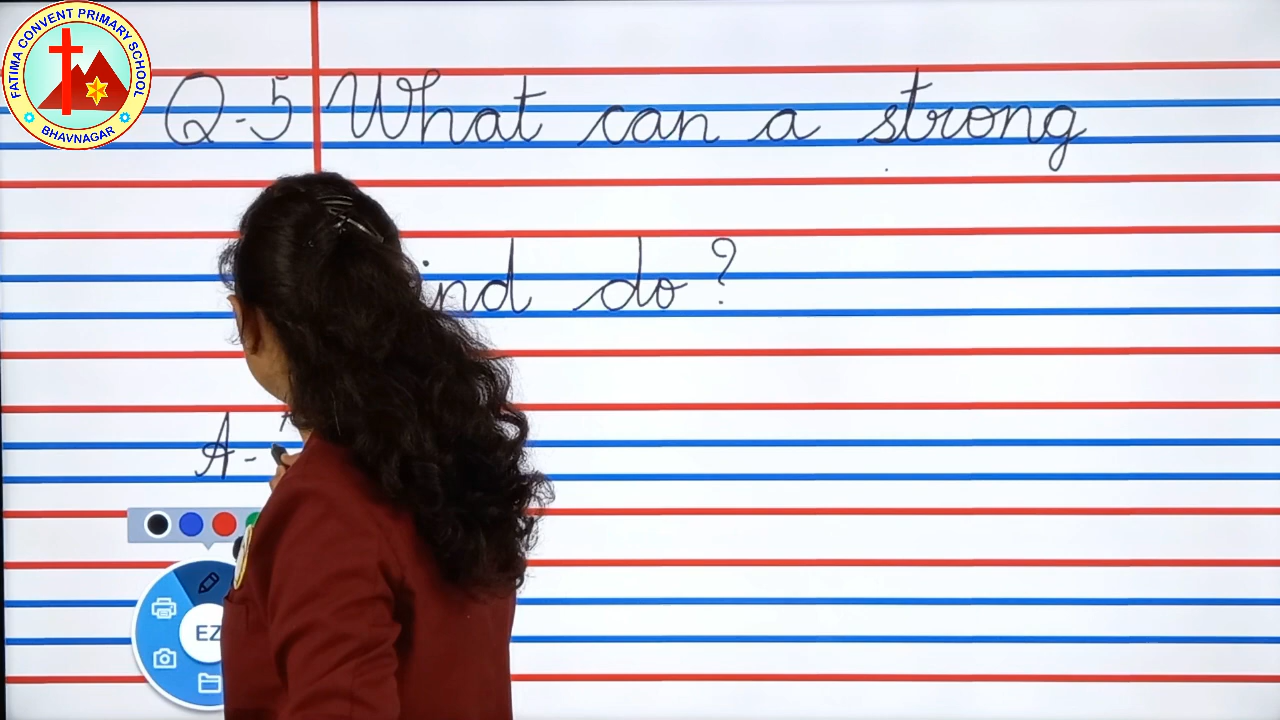 FATIMA CONVENT PRIMARY SCHOOL
BHAVNAGAR
Q-5 What can a strong
ind do?
A-
EZ